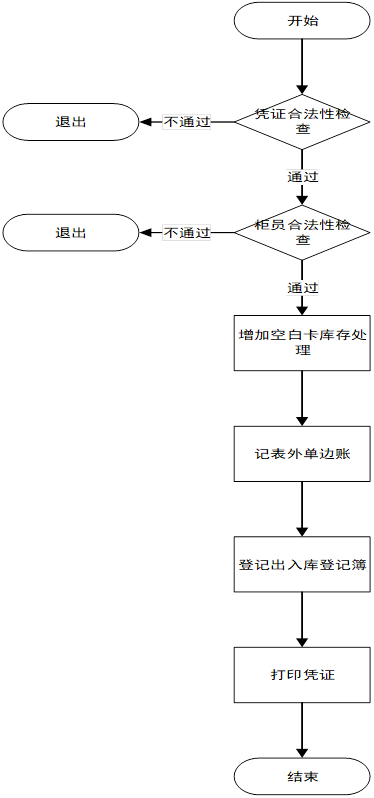 开始
凭证合法性检
查
不通过
退出
通过
柜员合法性检
查
不通过
退出
通过
增加空白卡库存处
理
记表外单边账
登记出入库登记簿
打印凭证
结束